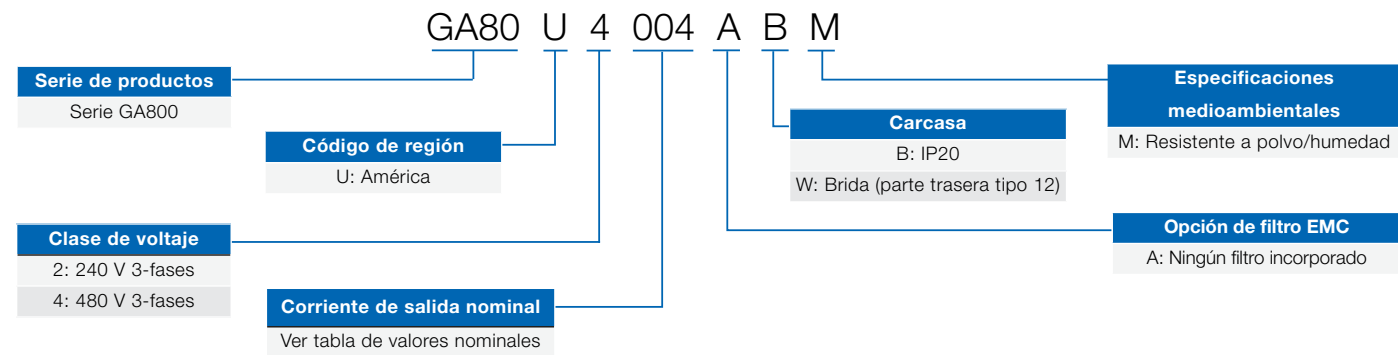 GA80 U 4 004 A B M
Serie de productos
Serie GA800
Código de región
U: América
Clase de voltaje
2: 240 V 3-fases
4: 480 V 3-fases
Corriente de salida nominal
Ver tabla de valores nominales
Carcasa
B: IP20
W: Brida (parte trasera tipo 12)
Especificaciones
medioambientales
M: Resistente a polvo/humedad
Opción de filtro EMC
A: Ningún filtro incorporado